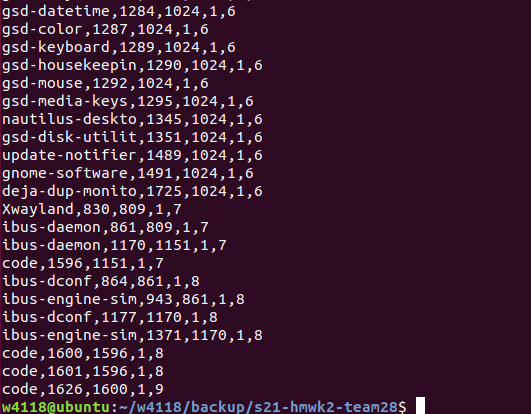 gsd-datetime,1284,1024,1,6
gsd-color,1287,1024,1,6
gsd-keyboard,1289,1024,1,6
gsd-housekeepin,1290,1024,1,6
gsd-mouse,1292,1024,1,6
gsd-media-keys,1295,1024,1,6
nautilus-deskto,1345,1024,1,6
gsd-disk-utilit,1351,1024,1,6
update-notifier,1489,1024,1,6
gnome-software,1491,1024,1,6
deja-dup-monito,1725,1024,1,6
Xwayland,830,809,1,7
ibus-daemon,861,809,1,7
ibus-daemon,1170,1151,1,7
code,1596,1151,1,7
ibus-dconf,864,861,1,8
ibus-engine-sim,943,861,1,8
ibus-dconf,1177,1170,1,8
ibus-engine-sim,1371,1170,1,8
code,1600,1596,1,8
code,1601,1596,1,8
code,1626,1600,1,9
w4118@ubuntu:~/w4118/backup/s21-hmwk2-team28$